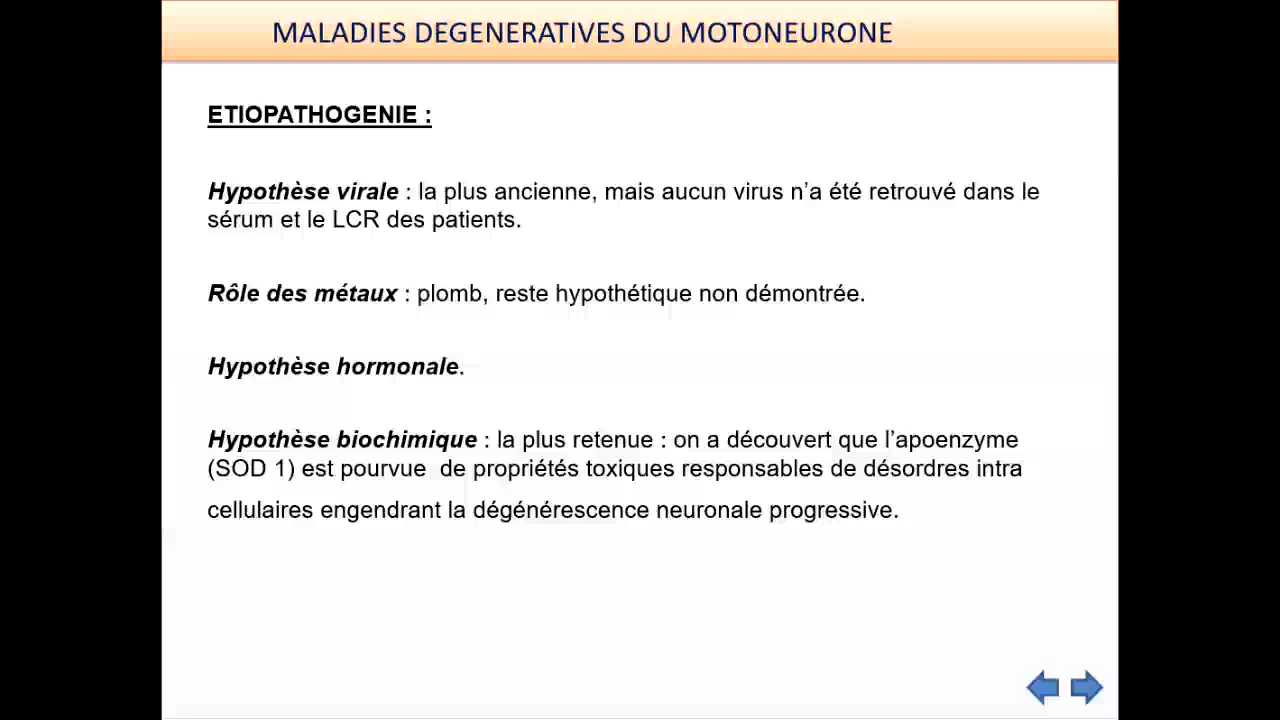 MALADIES DEGENERATIVES DU MOTONEURONE
ETIOPATHOGENIE :
Hypothèse virale : la plus ancienne, mais aucun virus n’a été retrouvé dans le
sérum et le LCR des patients.
Rôle des métaux : plomb, reste hypothétique non démontrée.
Hypothèse hormonale.
Hypothèse biochimique : la plus retenue : on a découvert que l’apoenzyme
(SOD 1) est pourvue  de propriétés toxiques responsables de désordres intra
cellulaires engendrant la dégénérescence neuronale progressive.